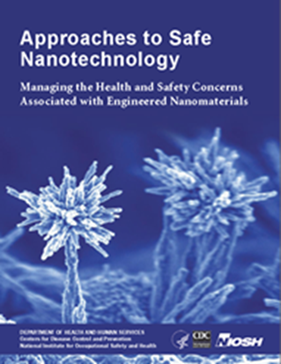 Approaches to Safe
Nanotechnology
Managing the Health and Safety Concerns
Associated with Engineered Nanomaterials
DEPARTMENT OF HEALTH AND HUMAN SERVICES
Centers for Disease Control and Prevention
National Institute for Occupational Safety and Health
CDC
NIOSH